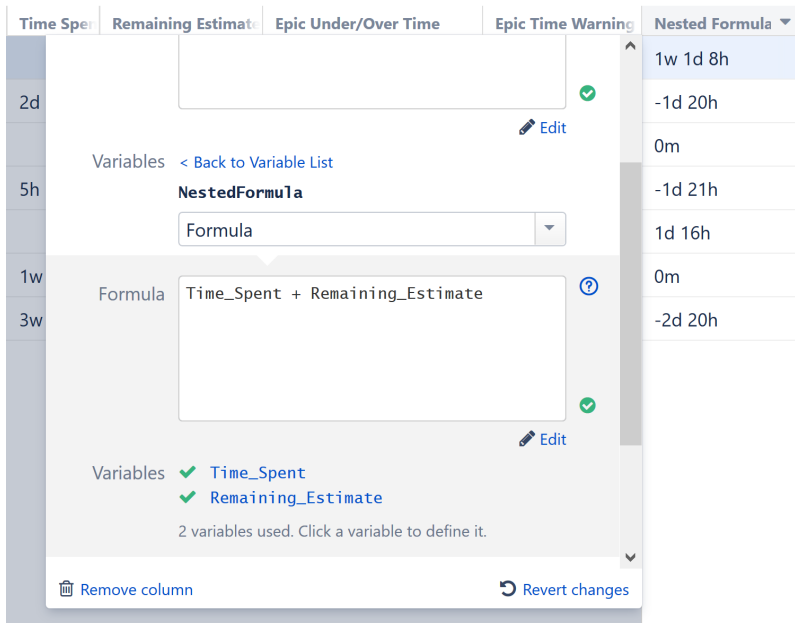 Time Spen
Remaining Estimate
Epic Under/Over Time
Epic Time Warning
Nested Formula
1w 1d 8h
2d
-1d 20h
Edit
0m
Variables
< Back to Variable List
NestedFormula
5h
-1d 21h
Formula
1d 16h
1w
0m
Formula
Time_Spent + Remaining_Estimate
3w
-2d 20h
Edit
Variables
Time_Spent
Remaining_Estimate
2 variables used. Click a variable to define it.
Remove column
Revert changes